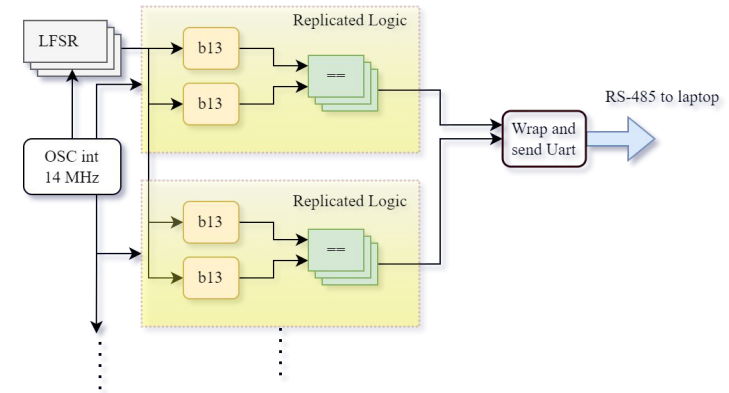 Replicated Logic
LFSR
b13
==
b13
RS-485 to laptop
Wrap and
send Uart
OSC int
14 MHz
Replicated Logic
b13
==
b13